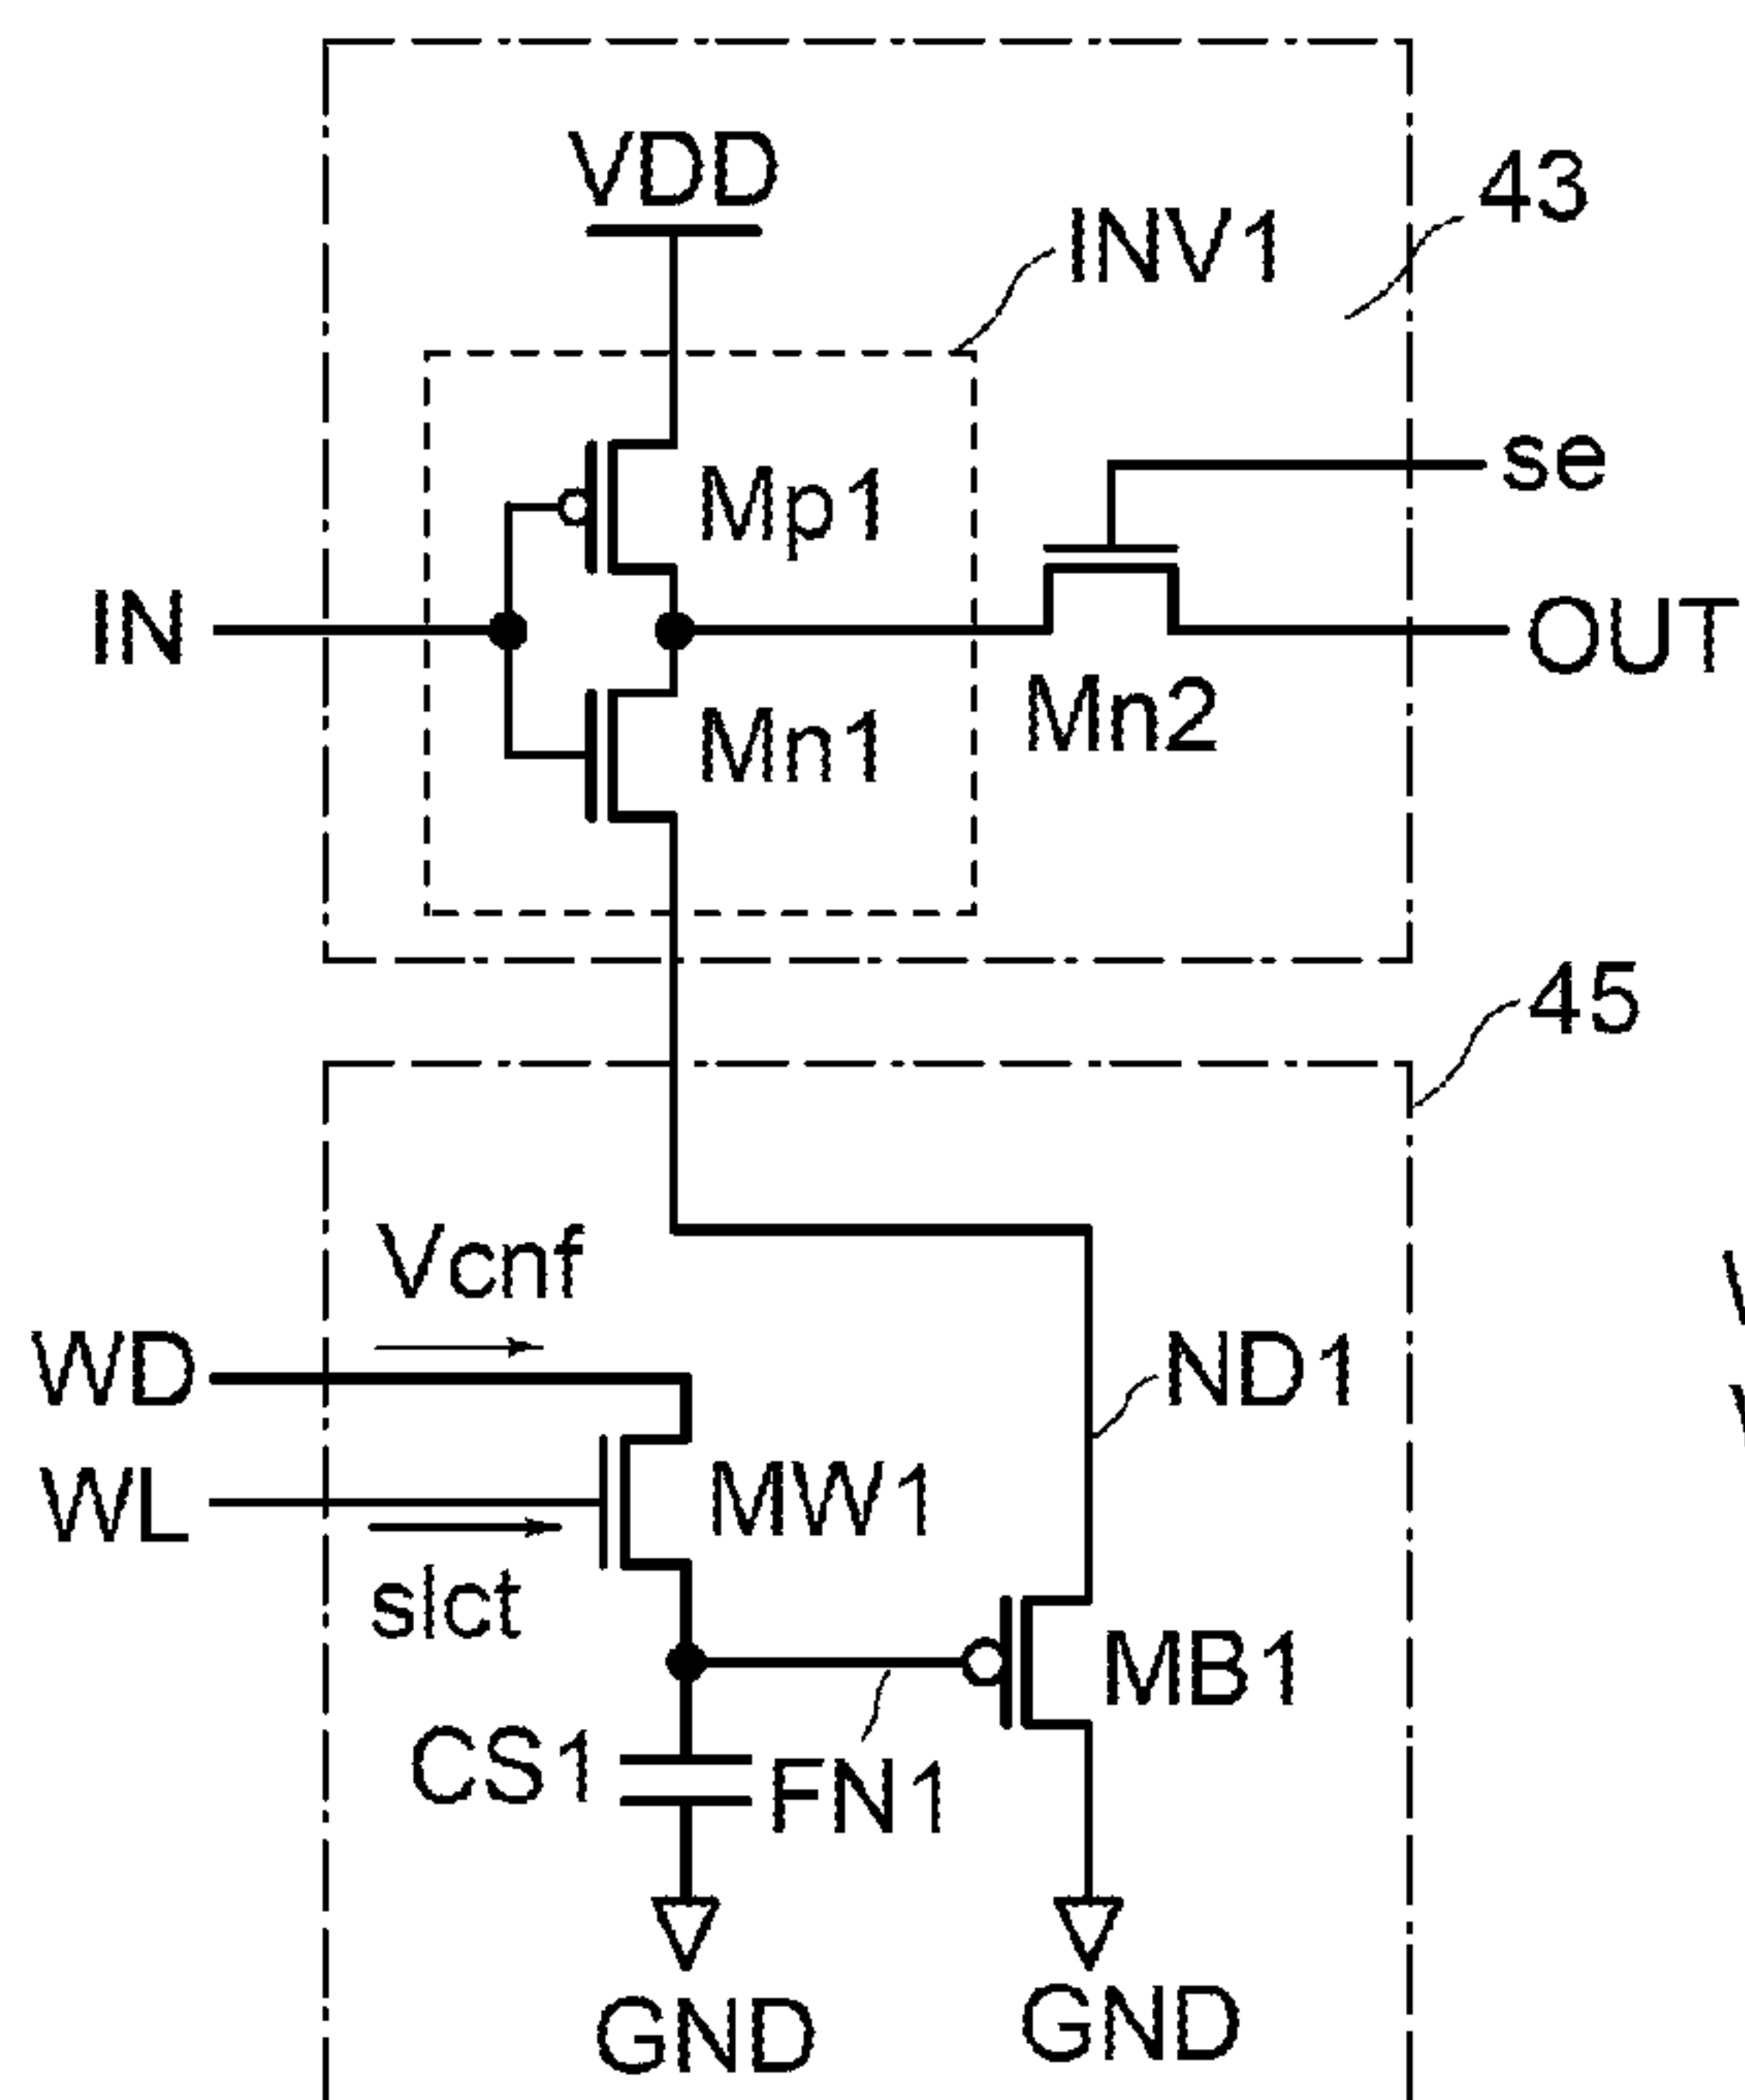 VDD
43
INV1
se
Mp1
IN
OUT
Mn2
Mn1
45
Vcnf
ND1
WD
MW1
WL
slct
MB1
CS1
FN1
GND
GND